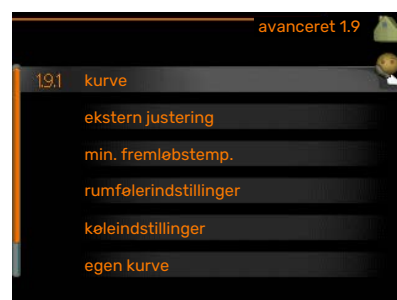 avanceret 1.9
1.9.1 kurve
ekstern justering
min. fremløbstemp.
rumfølerindstillinger
køleindstillinger
egen kurve